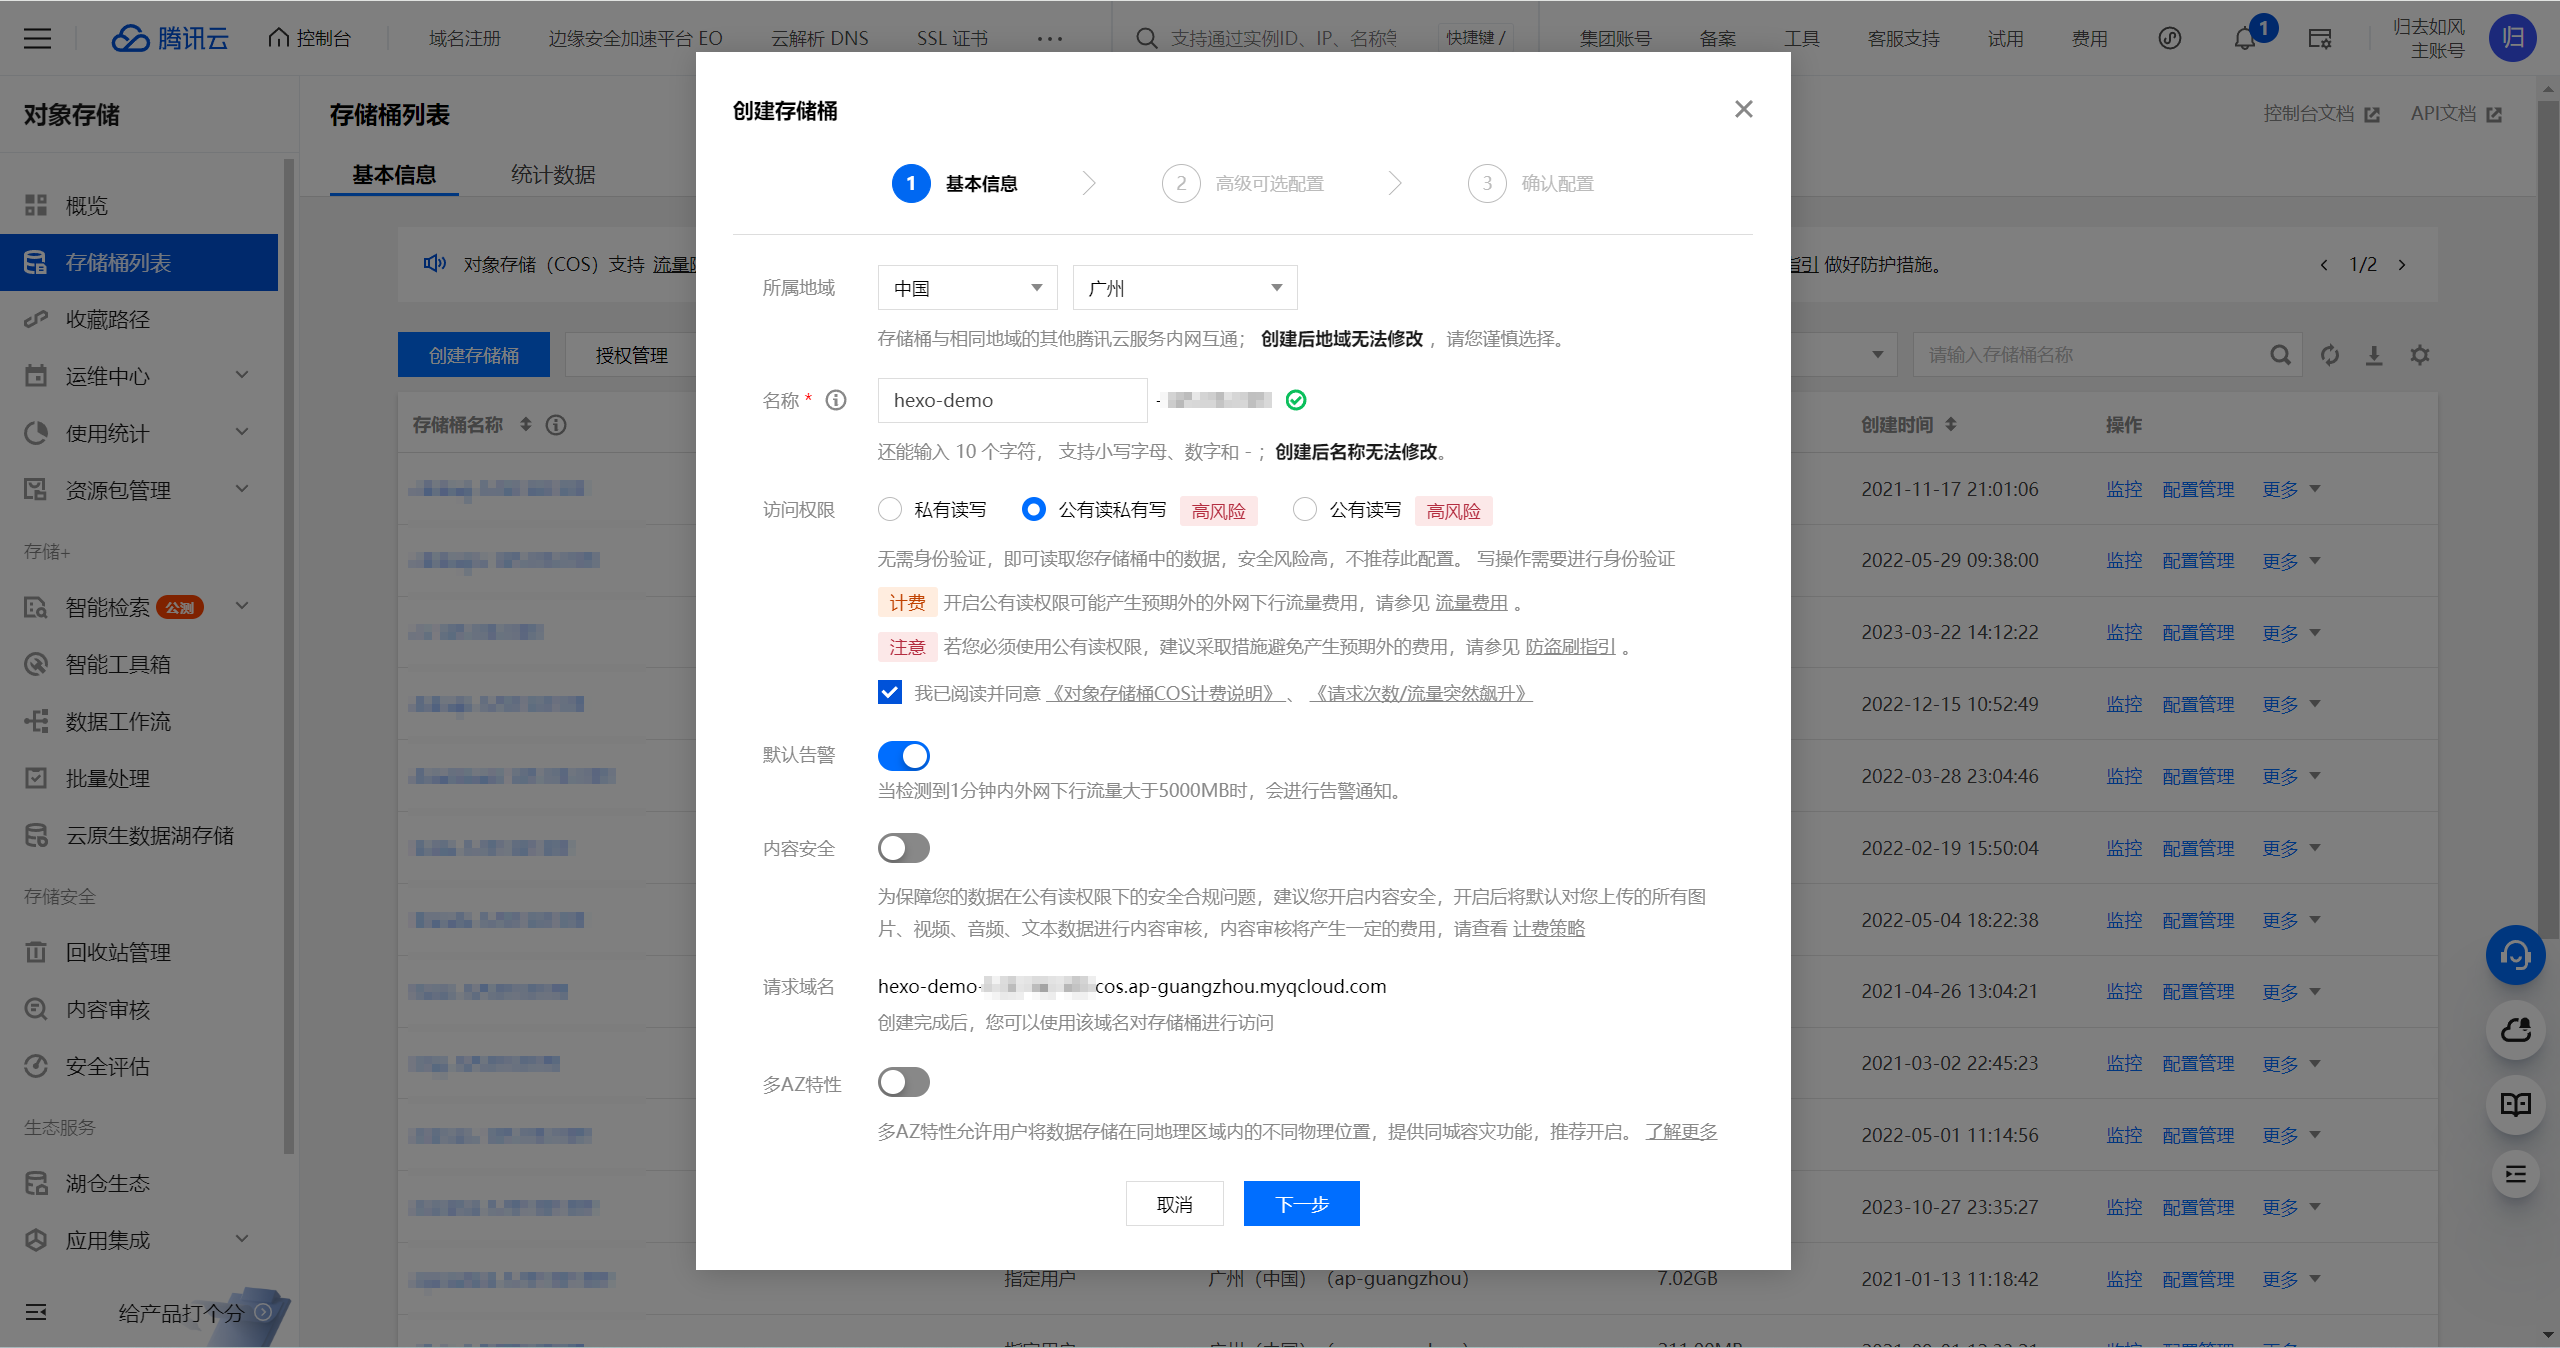 腾讯云
控制台
域名注册
边缘安全加速平台 EO
云解析 DNS
SSL 证书
支持通过实例ID、IP、名称等
快捷键 /
集团账号
备案
工具
客服支持
试用
费用
1
归去如风
主账号
归
对象存储
概览
存储桶列表
收藏路径
运维中心
使用统计
资源包管理
存储+
智能检索 公测
智能工具箱
数据工作流
批量处理
云原生数据湖存储
存储安全
回收站管理
内容审核
安全评估
生态服务
湖仓生态
应用集成
给产品打个分
存储桶列表
控制台文档
API文档
基本信息
统计数据
对象存储（COS）支持 流量
指引 做好防护措施。
1/2
创建存储桶
授权管理
请输入存储桶名称
存储桶名称
创建时间
操作
2021-11-17 21:01:06 监控 配置管理 更多
2022-05-29 09:38:00 监控 配置管理 更多
2023-03-22 14:12:22 监控 配置管理 更多
2022-12-15 10:52:49 监控 配置管理 更多
2022-03-28 23:04:46 监控 配置管理 更多
2022-02-19 15:50:04 监控 配置管理 更多
2022-05-04 18:22:38 监控 配置管理 更多
2021-04-26 13:04:21 监控 配置管理 更多
2021-03-02 22:45:23 监控 配置管理 更多
2022-05-01 11:14:56 监控 配置管理 更多
2023-10-27 23:35:27 监控 配置管理 更多
指定用户 广州（中国）（ap-guangzhou） 7.02GB 2021-01-13 11:18:42 监控 配置管理 更多
创建存储桶
1 基本信息
2 高级可选配置
3 确认配置
所属地域 中国 广州
存储桶与相同地域的其他腾讯云服务内网互通； 创建后地域无法修改 ，请您谨慎选择。
名称 * hexo-demo -
还能输入 10 个字符， 支持小写字母、数字和 - ；创建后名称无法修改。
访问权限 私有读写 公有读私有写 高风险 公有读写 高风险
无需身份验证，即可读取您存储桶中的数据，安全风险高，不推荐此配置。 写操作需要进行身份验证
计费 开启公有读权限可能产生预期外的外网下行流量费用，请参见 流量费用 。
注意 若您必须使用公有读权限，建议采取措施避免产生预期外的费用，请参见 防盗刷指引 。
我已阅读并同意 《对象存储桶COS计费说明》 、 《请求次数/流量突然飙升》
默认告警
当检测到1分钟内外网下行流量大于5000MB时，会进行告警通知。
内容安全
为保障您的数据在公有读权限下的安全合规问题，建议您开启内容安全，开启后将默认对您上传的所有图
片、视频、音频、文本数据进行内容审核，内容审核将产生一定的费用，请查看 计费策略
请求域名 hexo-demo- cos.ap-guangzhou.myqcloud.com
创建完成后，您可以使用该域名对存储桶进行访问
多AZ特性
多AZ特性允许用户将数据存储在同地理区域内的不同物理位置，提供同城容灾功能，推荐开启。 了解更多
取消
下一步